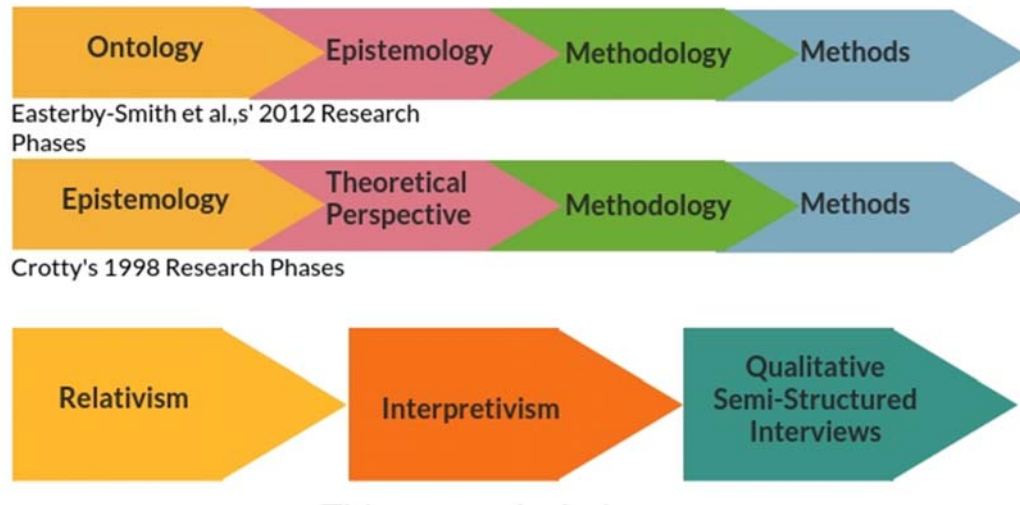 Ontology
Epistemology
Methodology
Methods
Easterby-Smith et al.,s' 2012 Research
Phases
Epistemology
Theoretical
Perspective
Methodology
Methods
Crotty's 1998 Research Phases
Relativism
Interpretivism
Qualitative
Semi-Structured
Interviews